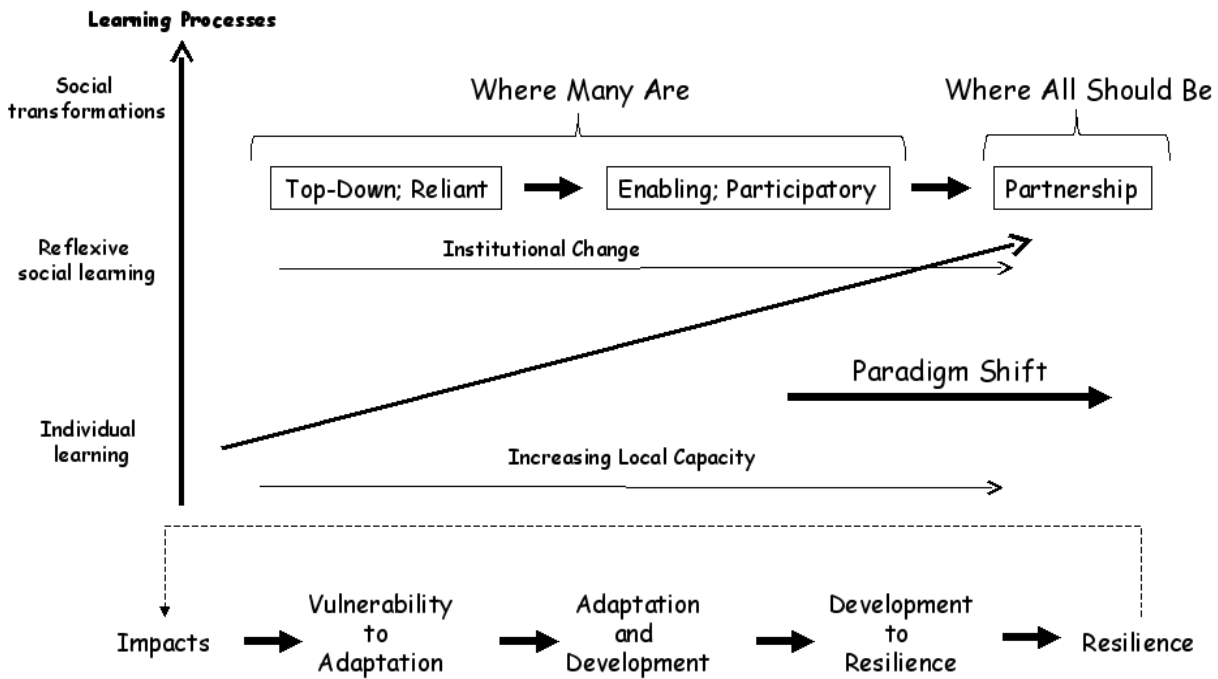 Learning Processes
Social
transformations
Where Many Are
Where All Should Be
Top-Down; Reliant
Enabling; Participatory
Partnership
Reflexive
social learning
Institutional Change
Paradigm Shift
Individual
learning
Increasing Local Capacity
Impacts
Vulnerability
to
Adaptation
Adaptation
and
Development
Development
to
Resilience
Resilience